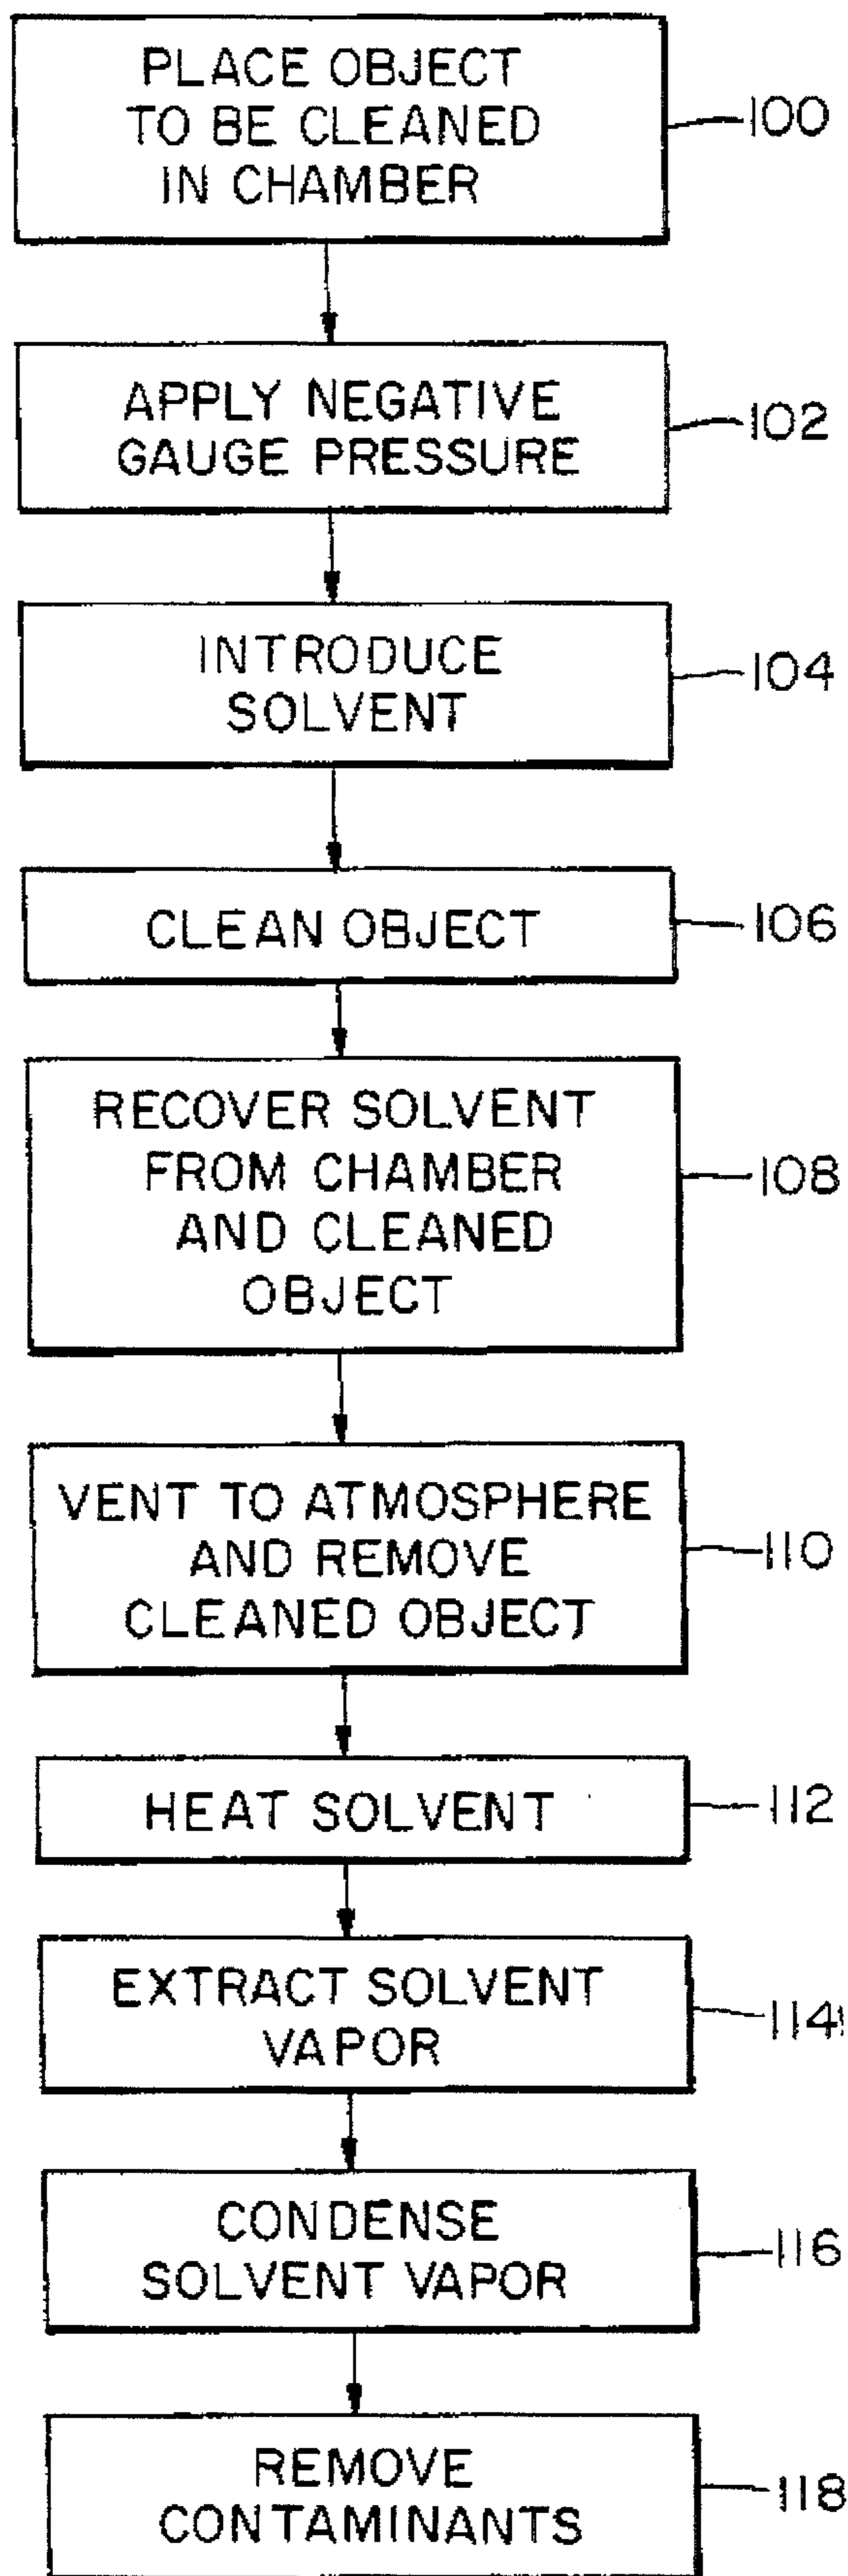 PLACE OBJECT
TO BE CLEANED
IN CHAMBER
100
APPLY NEGATIVE
GAUGE PRESSURE
102
INTRODUCE
SOLVENT
104
CLEAN OBJECT
106
RECOVER SOLVENT
FROM CHAMBER
AND CLEANED
OBJECT
108
VENT TO ATMOSPHERE
AND REMOVE
CLEANED OBJECT
110
HEAT SOLVENT
112
EXTRACT SOLVENT
VAPOR
114
CONDENSE
SOLVENT VAPOR
116
REMOVE
CONTAMINANTS
118